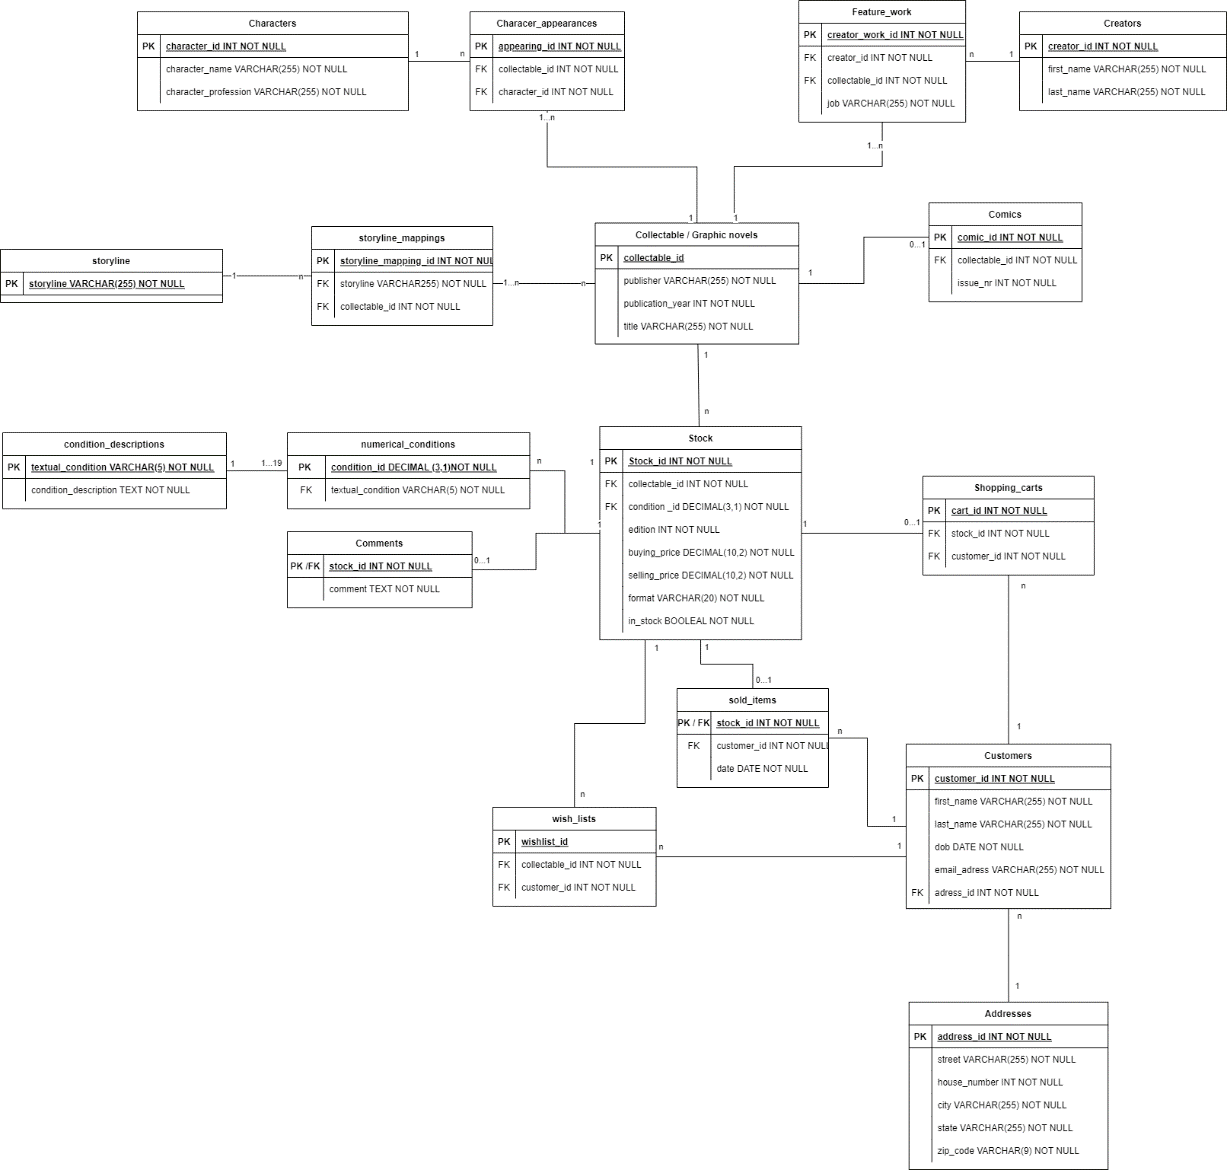 Characters
PK character_id INT NOT NULL
character_name VARCHAR(255) NOT NULL
character_profession VARCHAR(255) NOT NULL
1
n
Characer_appearances
PK appearing_id INT NOT NULL
FK collectable_id INT NOT NULL
FK character_id INT NOT NULL
1...n
Feature_work
PK creator_work_id INT NOT NULL
FK creator_id INT NOT NULL
FK collectable_id INT NOT NULL
job VARCHAR(255) NOT NULL
1...n
n
1
Creators
PK creator_id INT NOT NULL
first_name VARCHAR(255) NOT NULL
last_name VARCHAR(255) NOT NULL
storyline
PK storyline VARCHAR(255) NOT NULL
1
n
storyline_mappings
PK storyline_mapping_id INT NOT NUL
FK storyline VARCHAR255) NOT NULL
FK collectable_id INT NOT NULL
1...n
n
1
1
Collectable / Graphic novels
PK collectable_id
publisher VARCHAR(255) NOT NULL
publication_year INT NOT NULL
title VARCHAR(255) NOT NULL
1
0...1
Comics
PK comic_id INT NOT NULL
FK collectable_id INT NOT NULL
issue_nr INT NOT NULL
1
n
condition_descriptions
PK textual_condition VARCHAR(5) NOT NULL
condition_description TEXT NOT NULL
1
1...19
numerical_conditions
PK condition_id DECIMAL (3,1)NOT NULL
FK textual_condition VARCHAR(5) NOT NULL
n
1
Comments
PK /FK stock_id INT NOT NULL
comment TEXT NOT NULL
0...1
1
Stock
PK Stock_id INT NOT NULL
FK collectable_id INT NOT NULL
FK condition _id DECIMAL(3,1) NOT NULL
edition INT NOT NULL
buying_price DECIMAL(10,2) NOT NULL
selling_price DECIMAL(10,2) NOT NULL
format VARCHAR(20) NOT NULL
in_stock BOOLEAL NOT NULL
1
0...1
Shopping_carts
PK cart_id INT NOT NULL
FK stock_id INT NOT NULL
FK customer_id INT NOT NULL
n
1
1
1
0...1
sold_items
PK / FK stock_id INT NOT NULL
FK customer_id INT NOT NULL
date DATE NOT NULL
n
1
Customers
PK customer_id INT NOT NULL
first_name VARCHAR(255) NOT NULL
last_name VARCHAR(255) NOT NULL
dob DATE NOT NULL
email_adress VARCHAR(255) NOT NULL
FK adress_id INT NOT NULL
n
wish_lists
PK wishlist_id
FK collectable_id INT NOT NULL
FK customer_id INT NOT NULL
n
1
n
1
Addresses
PK address_id INT NOT NULL
street VARCHAR(255) NOT NULL
house_number INT NOT NULL
city VARCHAR(255) NOT NULL
state VARCHAR(255) NOT NULL
zip_code VARCHAR(9) NOT NULL